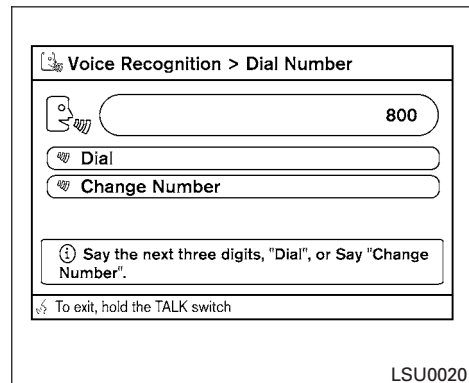 Voice Recognition > Dial Number
800
Dial
Change Number
Say the next three digits, "Dial", or Say "Change
Number".
To exit, hold the TALK switch
LSU0020